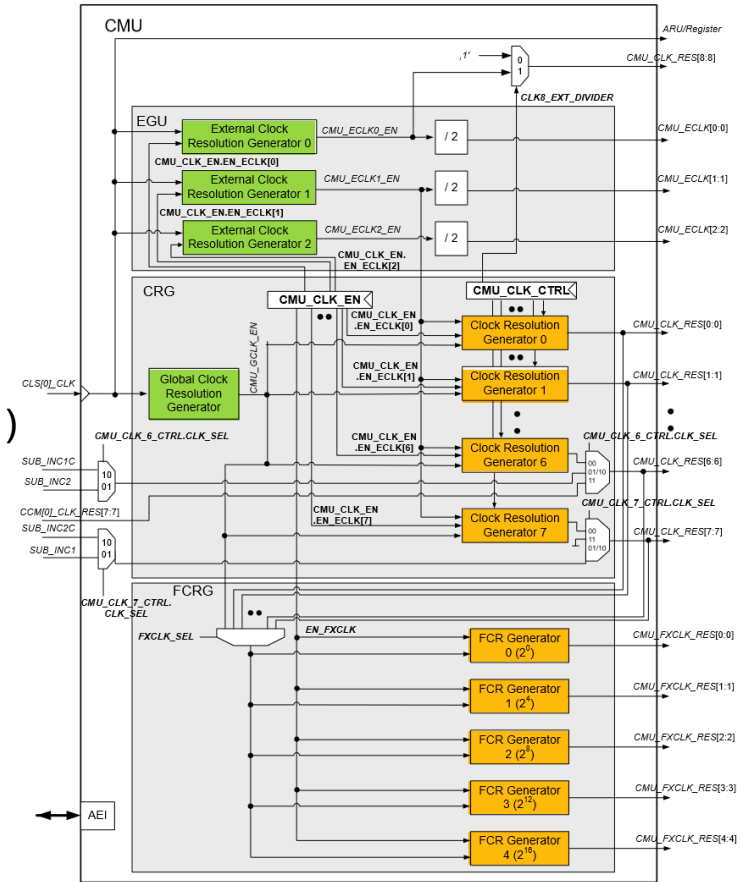 CMU
ARU/Register
,1'
0
1
CMU_CLK_RES[8:8]
CLK8_EXT_DIVIDER
EGU
External Clock
Resolution Generator 0
CMU_ECLK0_EN
/ 2
CMU_ECLK[0:0]
CMU_CLK_EN.EN_ECLK[0]
External Clock
Resolution Generator 1
CMU_ECLK1_EN
/ 2
CMU_ECLK[1:1]
CMU_CLK_EN.EN_ECLK[1]
External Clock
Resolution Generator 2
CMU_ECLK2_EN
/ 2
CMU_ECLK[2:2]
CMU_CLK_EN.
EN_ECLK[2]
CRG
CMU_CLK_EN
CMU_CLK_CTRL
CMU_CLK_EN
.EN_ECLK[0]
Clock Resolution
Generator 0
CMU_CLK_RES[0:0]
CMU_GCLK_EN
CLS[0]_CLK
Global Clock
Resolution
Generator
CMU_CLK_EN
.EN_ECLK[1]
Clock Resolution
Generator 1
CMU_CLK_RES[1:1]
)
CMU_CLK_6_CTRL.CLK_SEL
CMU_CLK_6_CTRL.CLK_SEL
SUB_INC1C
SUB_INC2
10
01
CMU_CLK_EN
.EN_ECLK[6]
Clock Resolution
Generator 6
00
01/10
11
CMU_CLK_RES[6:6]
CCM[0]_CLK_RES[7:7]
CMU_CLK_7_CTRL.CLK_SEL
SUB_INC2C
SUB_INC1
10
01
CMU_CLK_EN
.EN_ECLK[7]
Clock Resolution
Generator 7
00
11
01/10
CMU_CLK_RES[7:7]
CMU_CLK_7_CTRL.
CLK_SEL
FCRG
FXCLK_SEL
EN_FXCLK
FCR Generator
0 (2⁰)
CMU_FXCLK_RES[0:0]
FCR Generator
1 (2⁴)
CMU_FXCLK_RES[1:1]
FCR Generator
2 (2⁸)
CMU_FXCLK_RES[2:2]
FCR Generator
3 (2¹²)
CMU_FXCLK_RES[3:3]
AEI
FCR Generator
4 (2¹⁶)
CMU_FXCLK_RES[4:4]